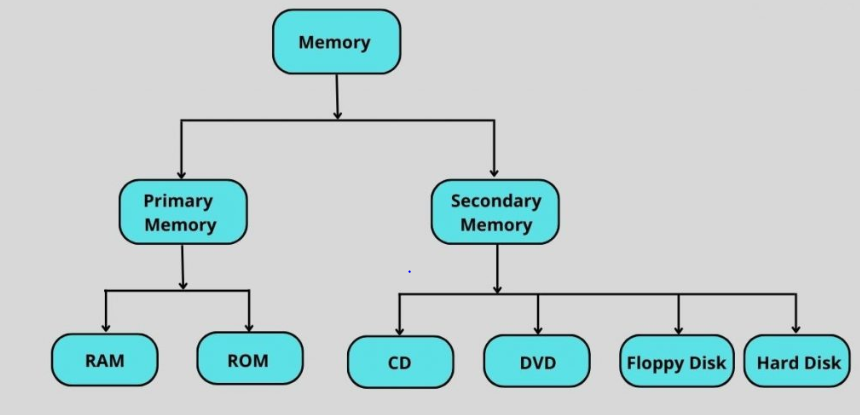 Memory
Primary
Memory
Secondary
Memory
RAM
ROM
CD
DVD
Floppy Disk
Hard Disk